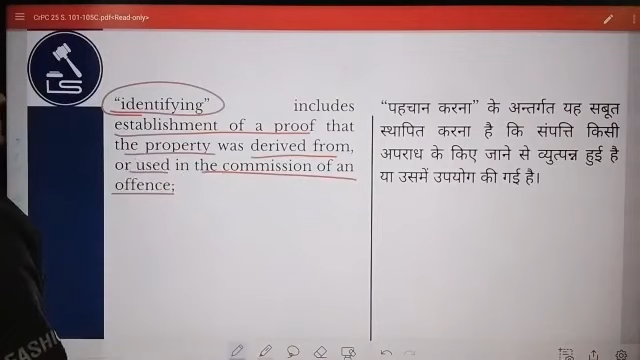 CrPC 25 S. 101-105C.pdf<Read-only>
LS
"identifying" includes
establishment of a proof that
the property was derived from,
or used in the commission of an
offence;
"पहचान करना" के अन्तर्गत यह सबूत
स्थापित करना है कि संपत्ति किसी
अपराध के किए जाने से व्युत्पन्न हुई है
या उसमें उपयोग की गई है।